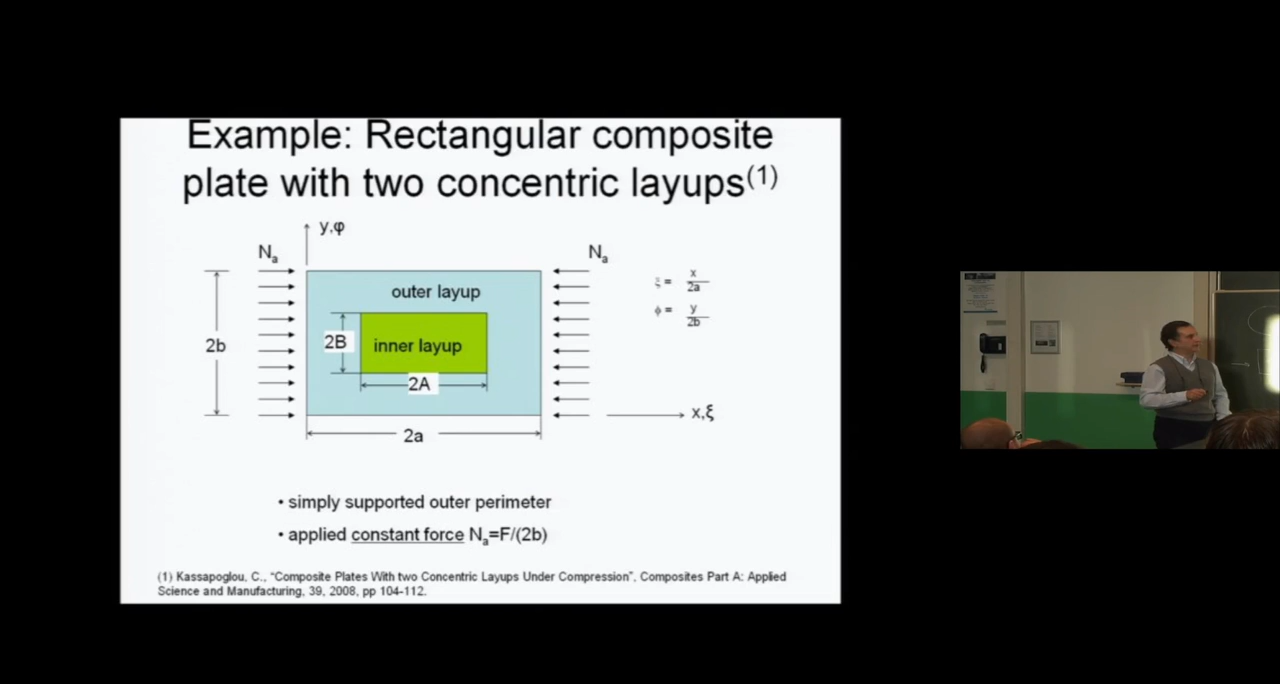 Example: Rectangular composite
plate with two concentric layups(1)
y,φ
Nₐ
Nₐ
ξ = x/2a
ϕ = y/2b
outer layup
2b
2B
inner layup
2A
x,ξ
2a
• simply supported outer perimeter
• applied constant force Nₐ=F/(2b)
(1) Kassapoglou, C., "Composite Plates With two Concentric Layups Under Compression", Composites Part A: Applied
Science and Manufacturing, 39, 2008, pp 104-112.